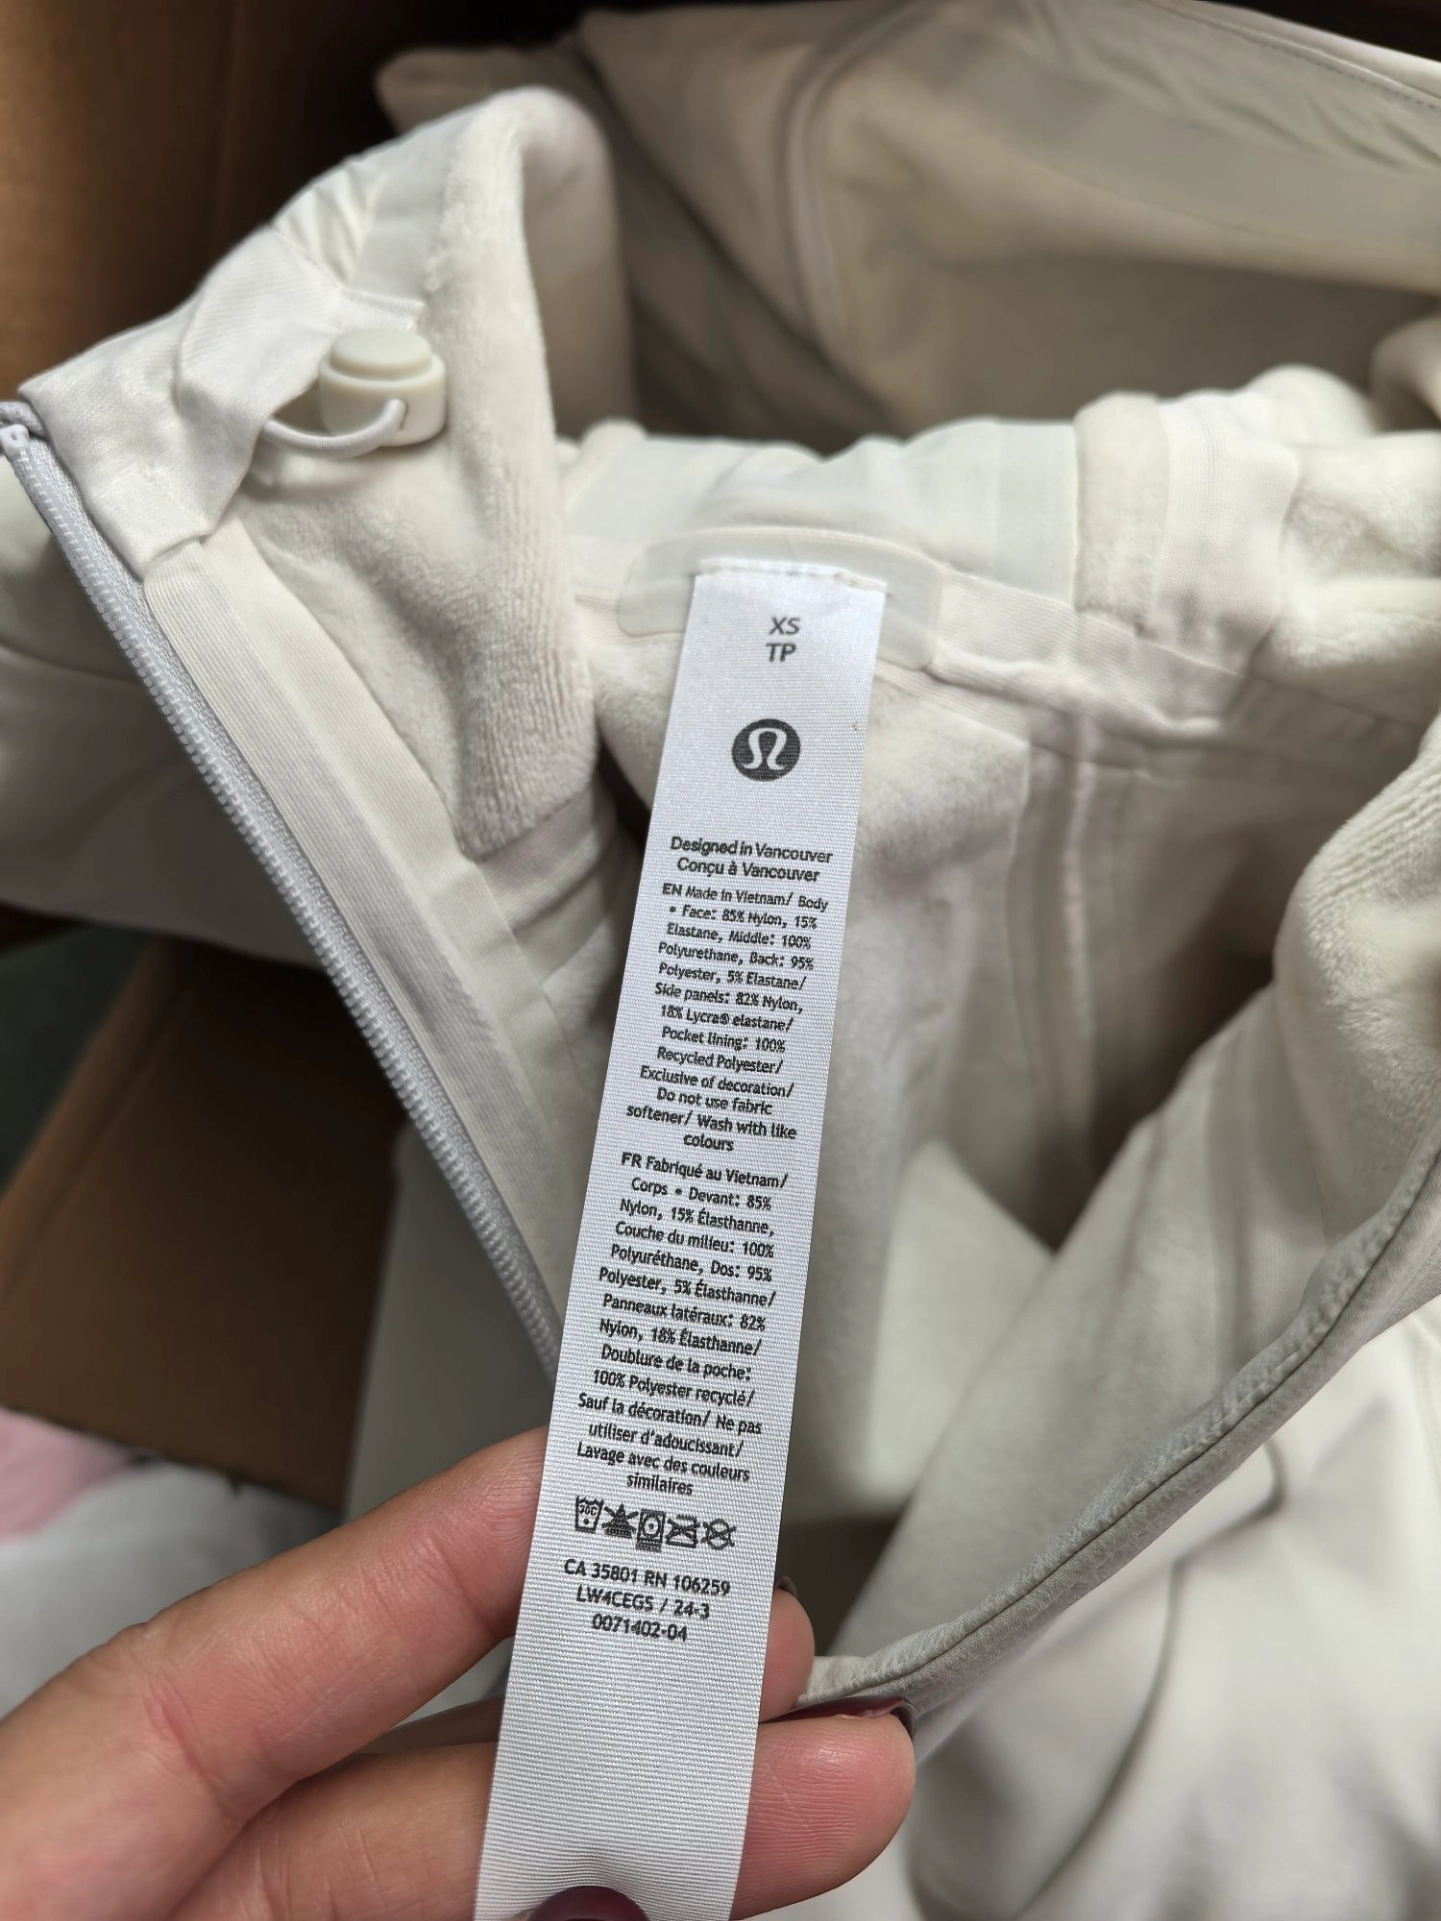 XS
TP
Designed in Vancouver
Conçu à Vancouver
EN Made in Vietnam/ Body
• Face: 85% Nylon, 15%
Elastane, Middle: 100%
Polyurethane, Back: 95%
Polyester, 5% Elastane/
Side panels: 82% Nylon,
18% Lycra® elastane/
Pocket lining: 100%
Recycled Polyester/
Exclusive of decoration/
Do not use fabric
softener/ Wash with like
colours
FR Fabriqué au Vietnam/
Corps • Devant: 85%
Nylon, 15% Élasthanne,
Couche du milieu: 100%
Polyuréthane, Dos: 95%
Polyester, 5% Élasthanne/
Panneaux latéraux: 82%
Nylon, 18% Élasthanne/
Doublure de la poche:
100% Polyester recyclé/
Sauf la décoration/ Ne pas
utiliser d'adoucissant/
Lavage avec des couleurs
similaires
30C
CA 35801 RN 106259
LW4CEGS / 24-3
0071402-04